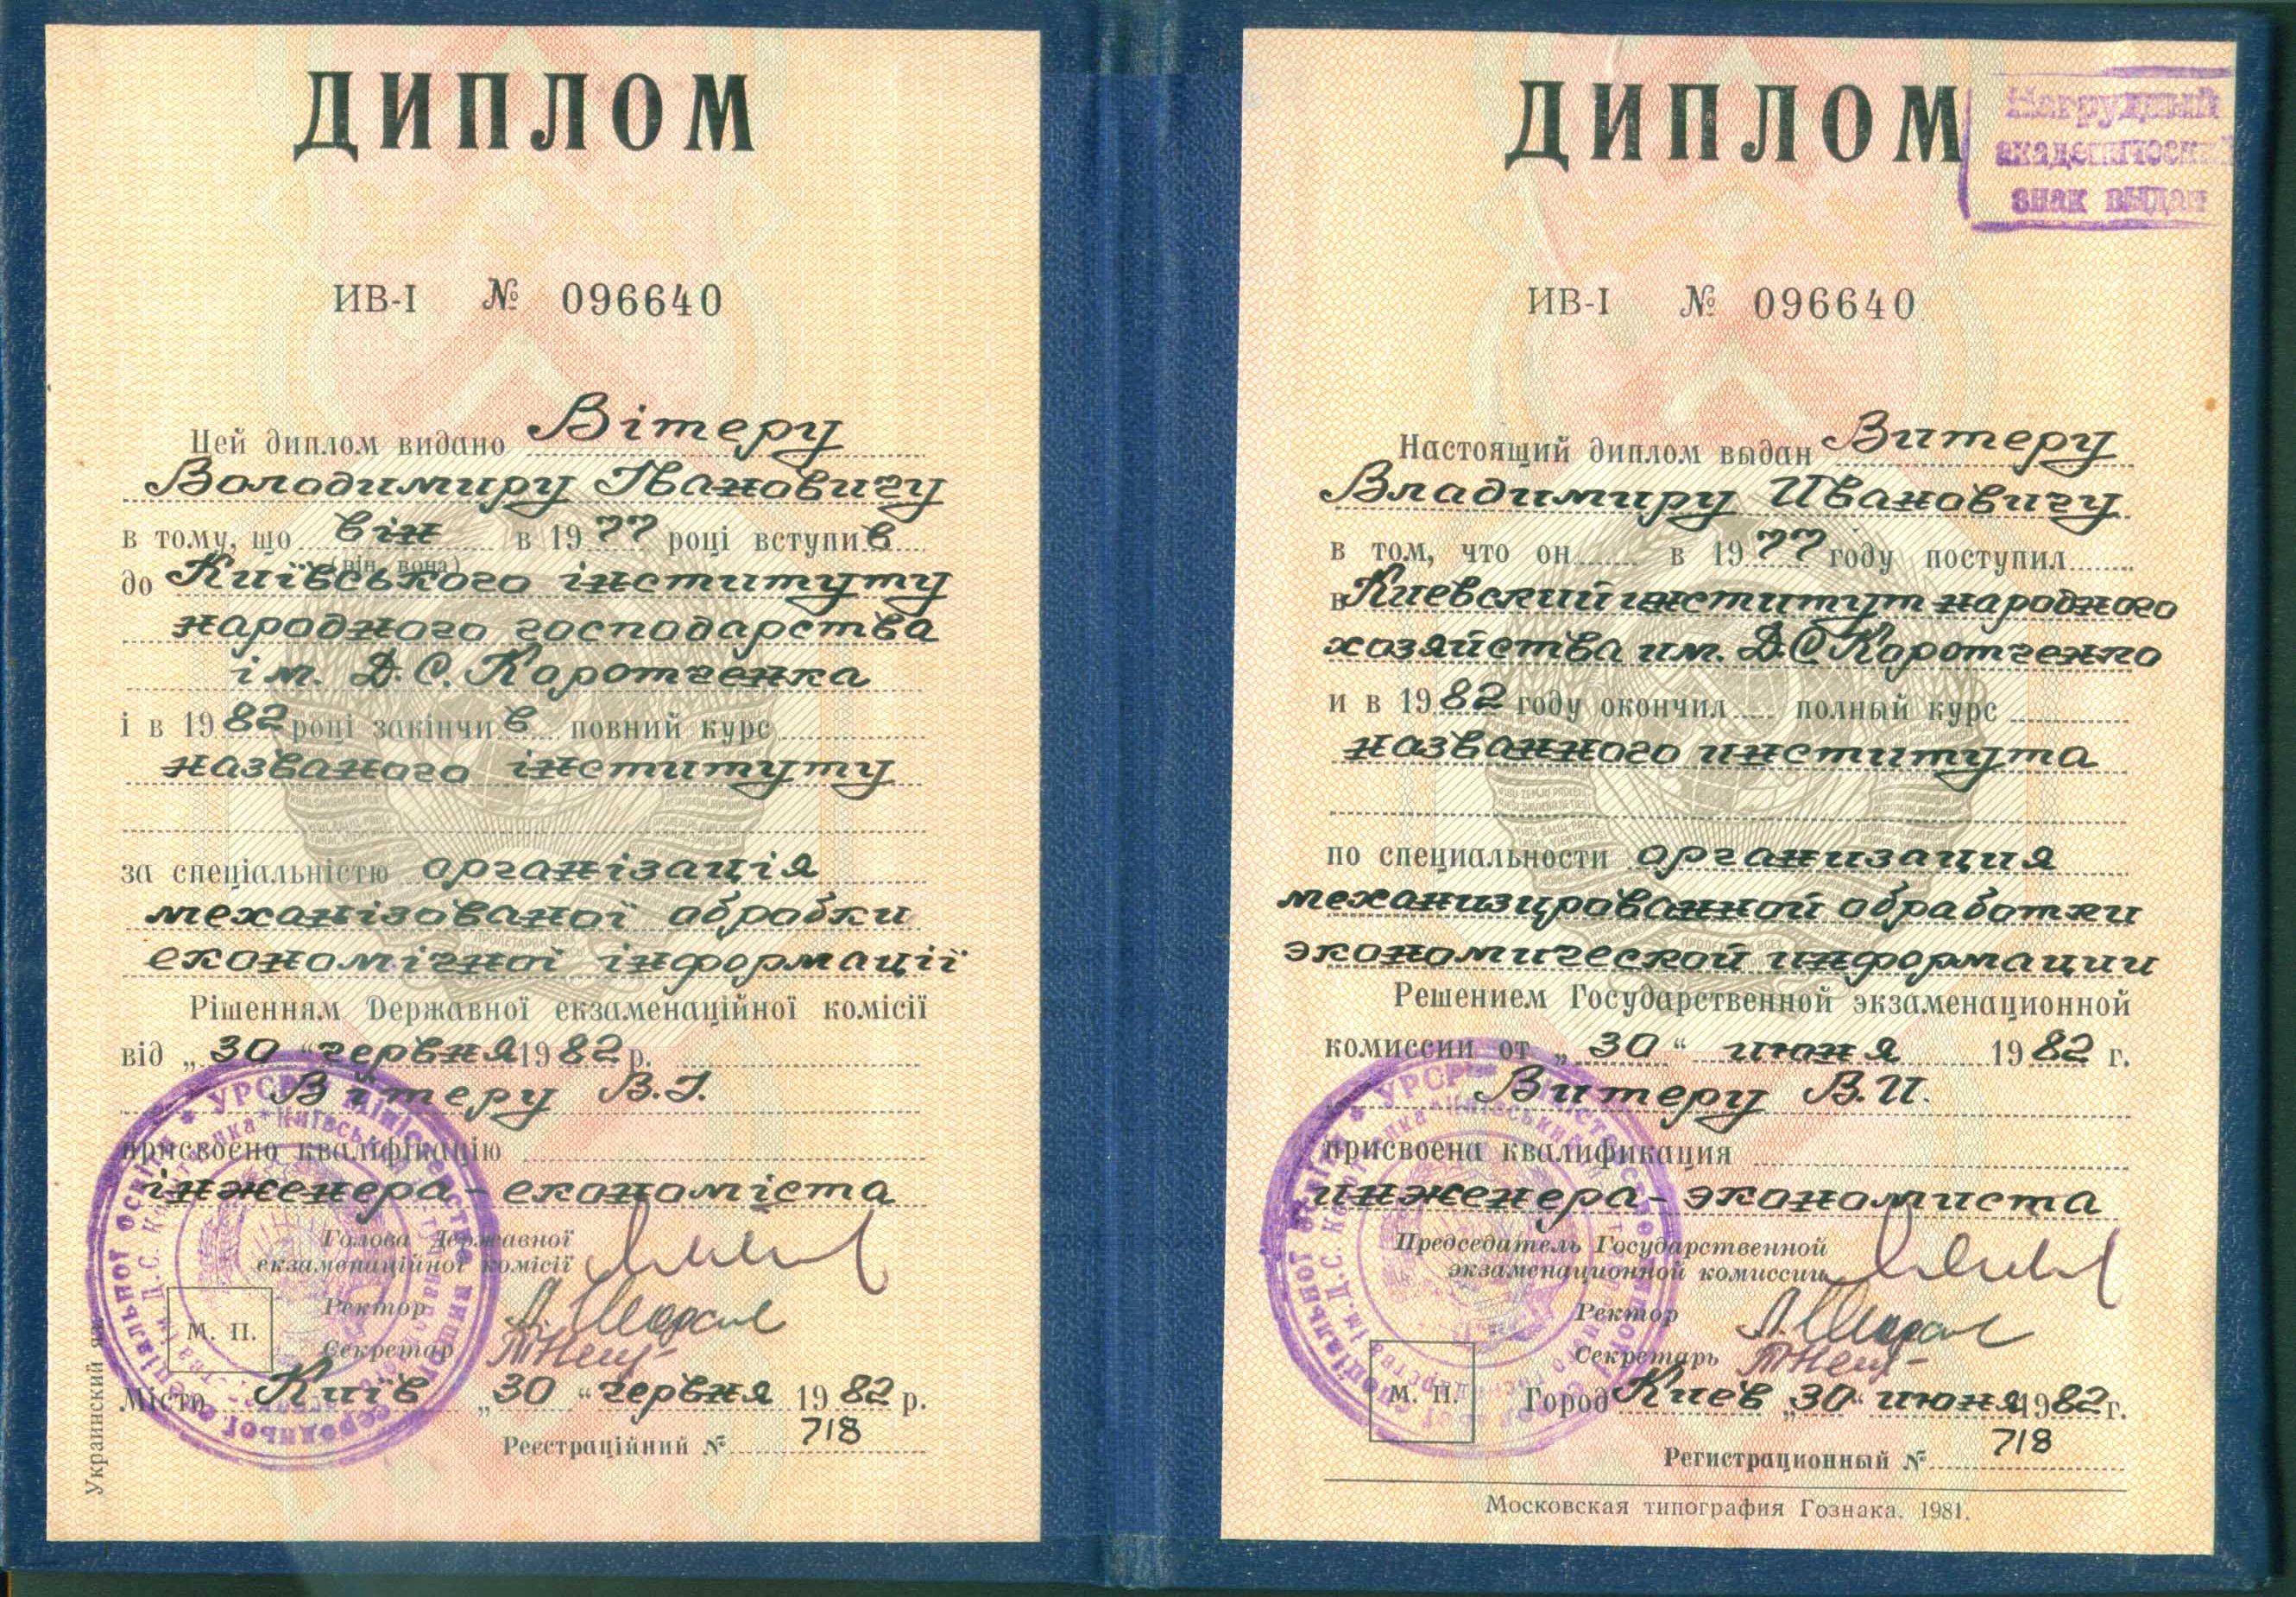 ДИПЛОМ
ИВ-I № 096640
Цей диплом видано Вітеру
Володимиру Івановичу
в тому, що він в 1977 році вступив
(він, вона)
до Київського інституту
народного господарства
ім. Д.С. Коротченка
і в 1982 році закінчив повний курс
названого інституту
за спеціальністю організація
механізованої обробки
економічної інформації
Рішенням Державної екзаменаційної комісії
від „30“ червня 1982 р.
Вітеру В.І.
присвоєно кваліфікацію
інженера-економіста
Голова Державної
екзаменаційної комісії
Ректор
М. П.
Секретар
Місто Київ „30“ червня 1982 р.
Реєстраційний № 718
Украинский яз.
ДИПЛОМ
Нагрудный
академический
знак выдан
ИВ-I № 096640
Настоящий диплом выдан Витеру
Владимиру Ивановичу
в том, что он в 1977 году поступил
в Киевский институт народного
хозяйства им. Д.С. Коротченко
и в 1982 году окончил полный курс
названного института
по специальности организация
механизированной обработки
экономической информации
Решением Государственной экзаменационной
комиссии от „30“ июня 1982 г.
Витеру В.И.
присвоена квалификация
инженера-экономиста
Председатель Государственной
экзаменационной комиссии
Ректор
Секретарь
М. П.
Город Киев „30“ июня 1982 г.
Регистрационный № 718
Московская типография Гознака. 1981.